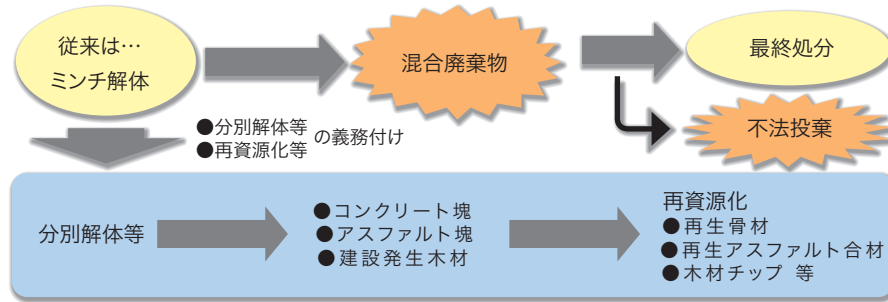 従来は…
ミンチ解体
混合廃棄物
最終処分
不法投棄
●分別解体等
●再資源化等
の義務付け
分別解体等
●コンクリート塊
●アスファルト塊
●建設発生木材
再資源化
●再生骨材
●再生アスファルト合材
●木材チップ 等